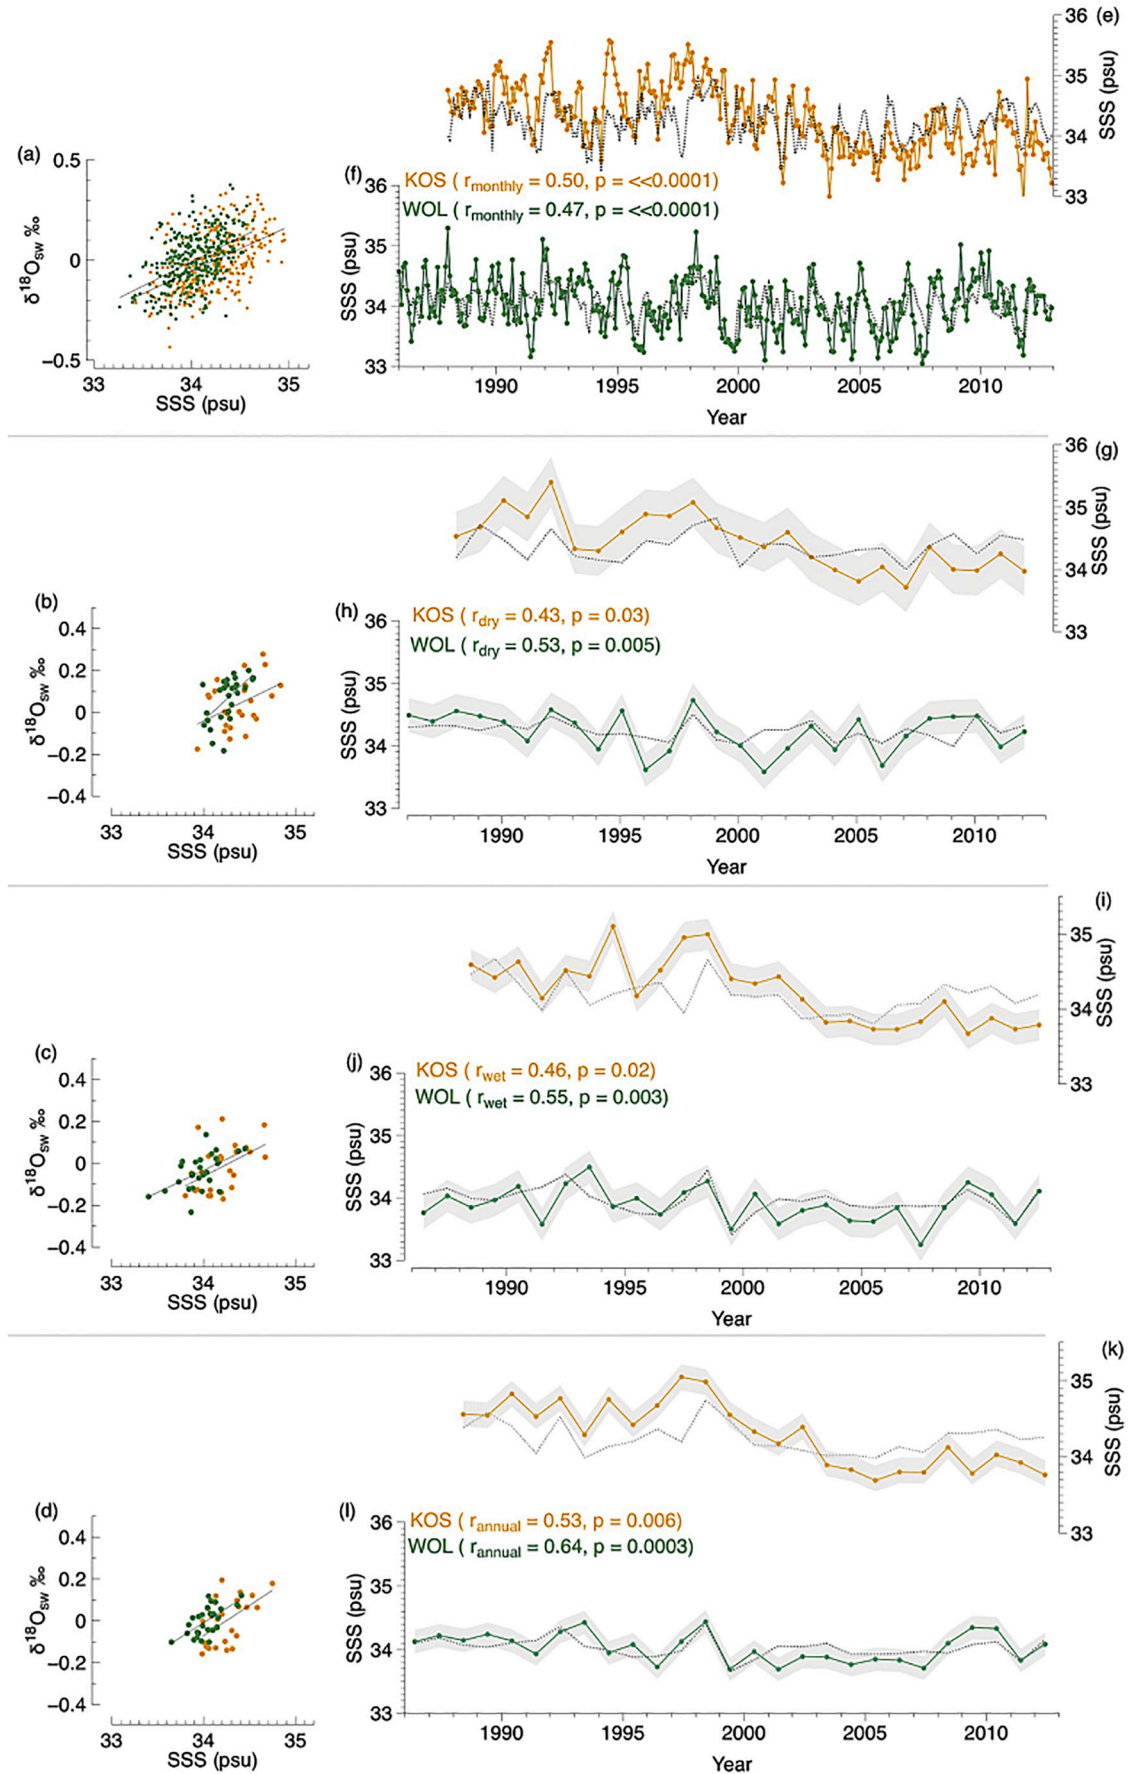 (e)
36
35
34
33
SSS (psu)
(a)
0.5
0
−0.5
δ18Osw ‰
33
34
35
SSS (psu)
(f)
KOS ( rmonthly = 0.50, p = <<0.0001)
WOL ( rmonthly = 0.47, p = <<0.0001)
36
35
34
33
SSS (psu)
1990
1995
2000
2005
2010
Year
(g)
36
35
34
33
SSS (psu)
(b)
0.4
0.2
0
−0.2
−0.4
δ18Osw ‰
33
34
35
SSS (psu)
(h)
KOS ( rdry = 0.43, p = 0.03)
WOL ( rdry = 0.53, p = 0.005)
36
35
34
33
SSS (psu)
1990
1995
2000
2005
2010
Year
(i)
35
34
33
SSS (psu)
(c)
0.4
0.2
0
−0.2
−0.4
δ18Osw ‰
33
34
35
SSS (psu)
(j)
KOS ( rwet = 0.46, p = 0.02)
WOL ( rwet = 0.55, p = 0.003)
36
35
34
33
SSS (psu)
1990
1995
2000
2005
2010
Year
(k)
35
34
33
SSS (psu)
(d)
0.4
0.2
0
−0.2
−0.4
δ18Osw ‰
33
34
35
SSS (psu)
(l)
KOS ( rannual = 0.53, p = 0.006)
WOL ( rannual = 0.64, p = 0.0003)
36
35
34
33
SSS (psu)
1990
1995
2000
2005
2010
Year